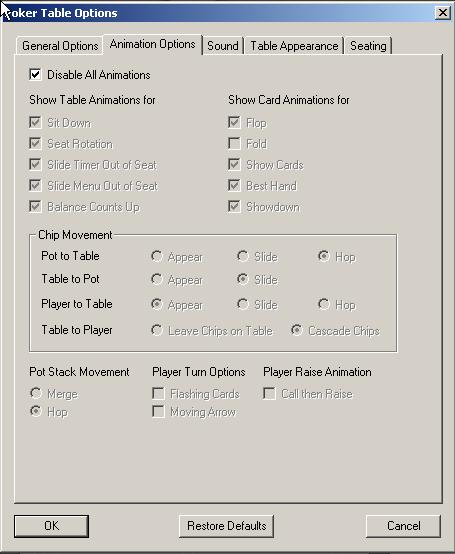 oker Table Options
General Options Animation Options Sound Table Appearance Seating
Disable All Animations
Show Table Animations for
Sit Down
Seat Rotation
Slide Timer Out of Seat
Slide Menu Out of Seat
Balance Counts Up
Show Card Animations for
Flop
Fold
Show Cards
Best Hand
Showdown
Chip Movement
Pot to Table Appear Slide Hop
Table to Pot Appear Slide
Player to Table Appear Slide Hop
Table to Player Leave Chips on Table Cascade Chips
Pot Stack Movement
Merge
Hop
Player Turn Options
Flashing Cards
Moving Arrow
Player Raise Animation
Call then Raise
OK Restore Defaults Cancel